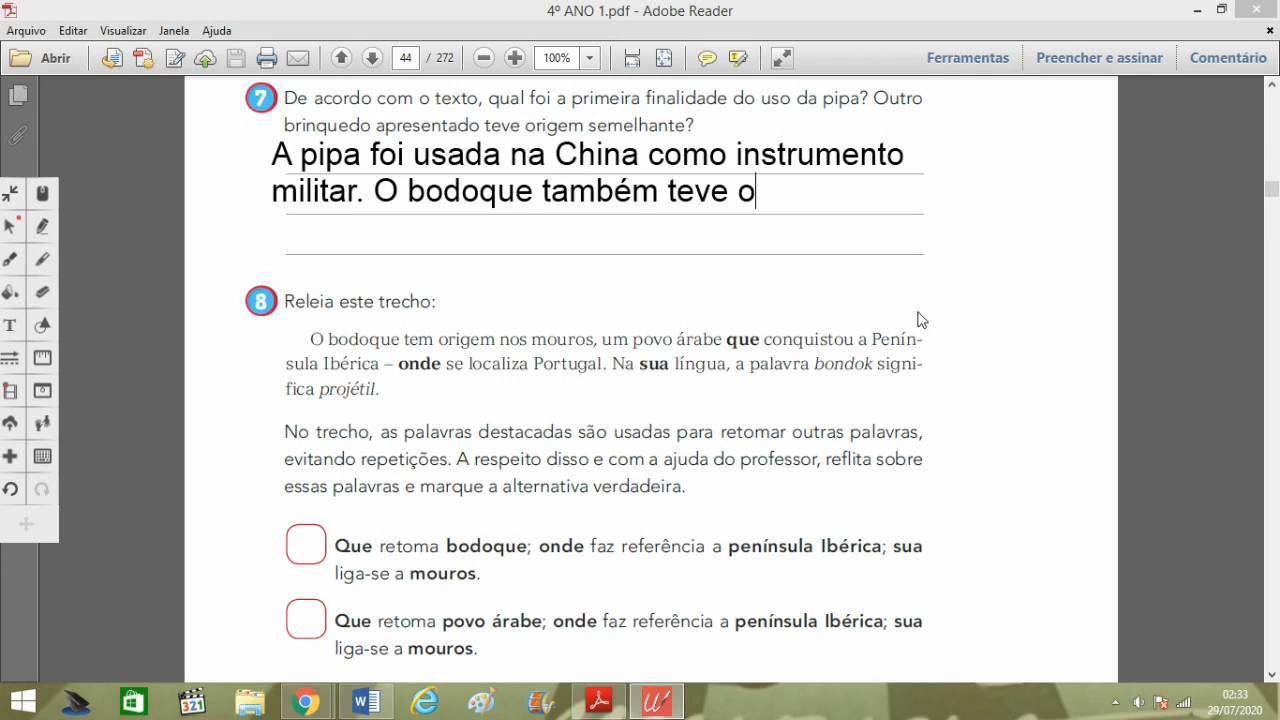 4º ANO 1.pdf - Adobe Reader
Arquivo Editar Visualizar Janela Ajuda
Abrir 44 / 272 100% Ferramentas Preencher e assinar Comentário
7 De acordo com o texto, qual foi a primeira finalidade do uso da pipa? Outro
brinquedo apresentado teve origem semelhante?
A pipa foi usada na China como instrumento
militar. O bodoque também teve o
8 Releia este trecho:
O bodoque tem origem nos mouros, um povo árabe que conquistou a Penín-
sula Ibérica – onde se localiza Portugal. Na sua língua, a palavra bondok signi-
fica projétil.
No trecho, as palavras destacadas são usadas para retomar outras palavras,
evitando repetições. A respeito disso e com a ajuda do professor, reflita sobre
essas palavras e marque a alternativa verdadeira.
Que retoma bodoque; onde faz referência a península Ibérica; sua
liga-se a mouros.
Que retoma povo árabe; onde faz referência a península Ibérica; sua
liga-se a mouros.
321
02:33
29/07/2020